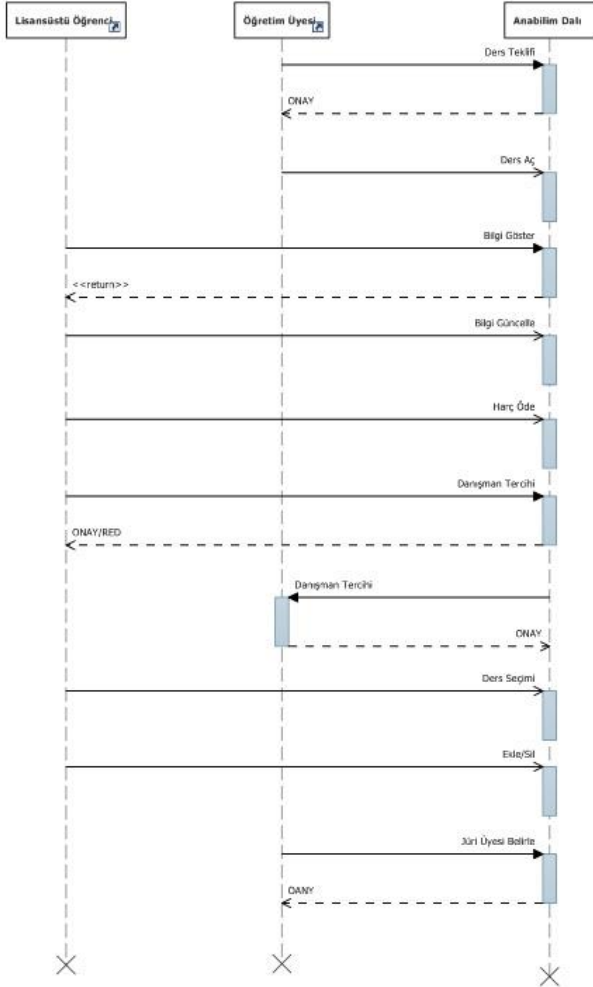 Lisansüstü Öğrenci
Öğretim Üyesi
Anabilim Dalı
Ders Teklifi
ONAY
Ders Aç
Bilgi Göster
<<return>>
Bilgi Güncelle
Harç Öde
Danışman Tercihi
ONAY/RED
Danışman Tercihi
ONAY
Ders Seçimi
Ekle/Sil
Jüri Üyesi Belirle
OANY